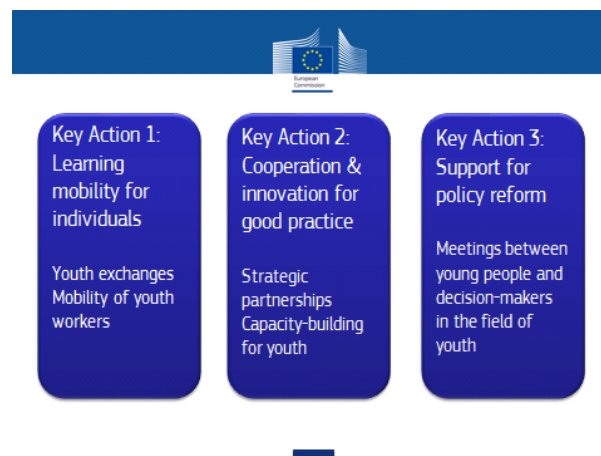 European
Commission
Key Action 1:
Learning
mobility for
individuals
Youth exchanges
Mobility of youth
workers
Key Action 2:
Cooperation &
innovation for
good practice
Strategic
partnerships
Capacity-building
for youth
Key Action 3:
Support for
policy reform
Meetings between
young people and
decision-makers
in the field of
youth